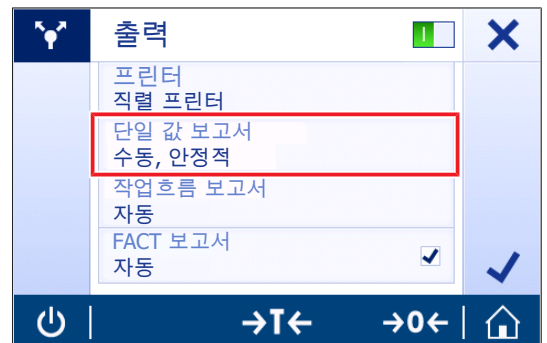 출력
프린터
직렬 프린터
단일 값 보고서
수동, 안정적
작업흐름 보고서
자동
FACT 보고서
자동
→T← →0←